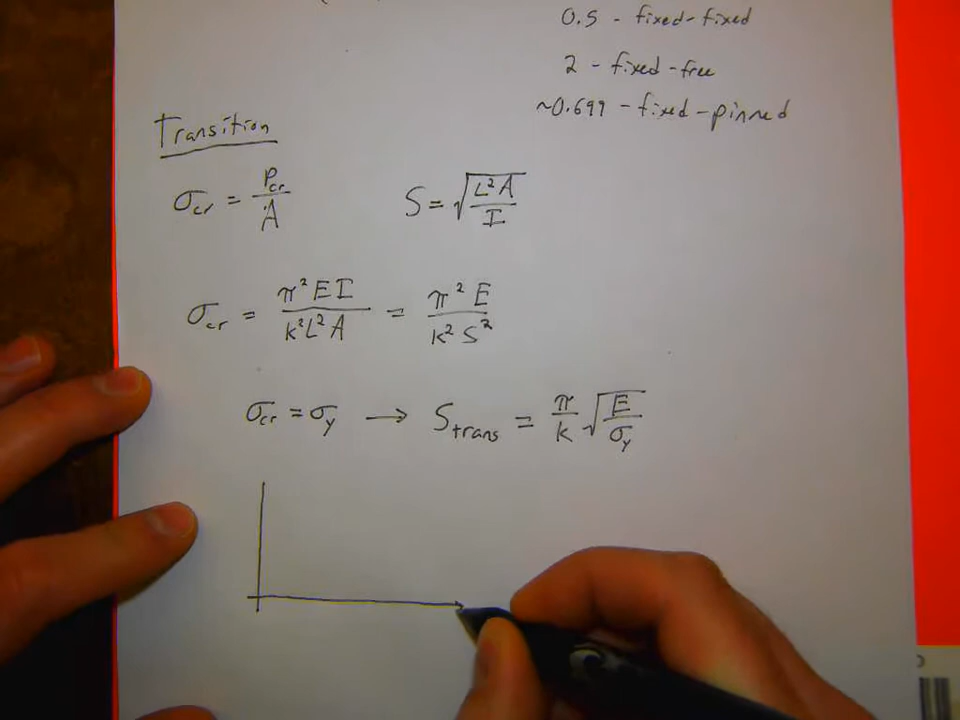 0.5 - fixed-fixed
2 - fixed-free
~0.699 - fixed-pinned
Transition
σcr = Pcr / A    S = √(L²A / I)
σcr = π²EI / k²L²A = π²E / k²S²
σcr = σy → Strans = π/k √(E / σy)